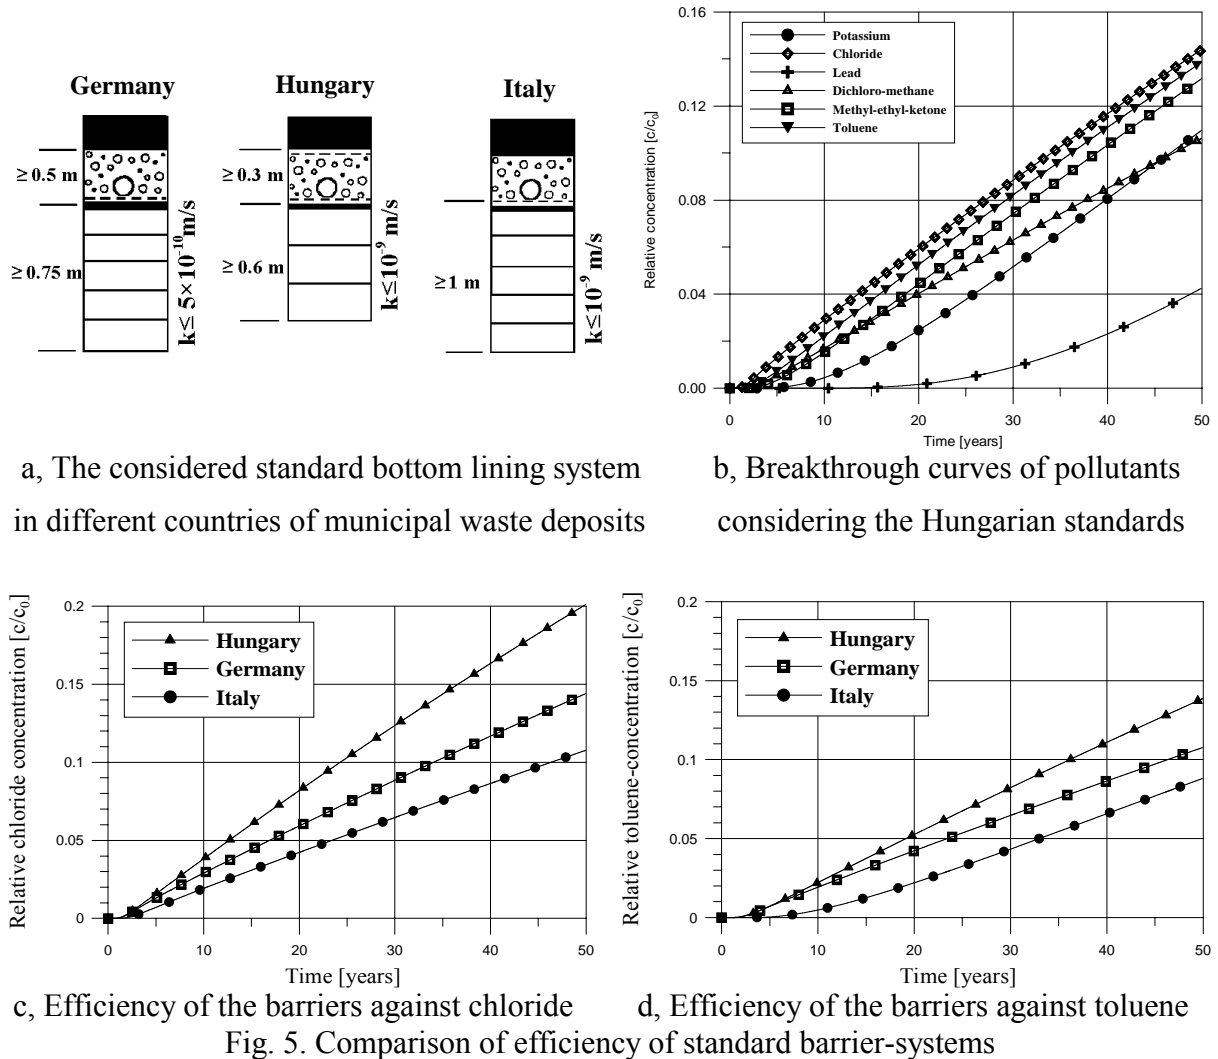 Germany
Hungary
Italy
≥ 0.5 m
≥ 0.75 m
k≤ 5×10⁻¹⁰ m/s
≥ 0.3 m
≥ 0.6 m
k≤10⁻⁹ m/s
≥1 m
k≤10⁻⁹ m/s
a, The considered standard bottom lining system
in different countries of municipal waste deposits
Relative concentration [c/c₀]
0.16
0.12
0.08
0.04
0.00
Potassium
Chloride
Lead
Dichloro-methane
Methyl-ethyl-ketone
Toluene
0 10 20 30 40 50
Time [years]
b, Breakthrough curves of pollutants
considering the Hungarian standards
Relative chloride concentration [c/c₀]
0.2
0.15
0.1
0.05
0
Hungary
Germany
Italy
0 10 20 30 40 50
Time [years]
c, Efficiency of the barriers against chloride
Relative toluene-concentration [c/c₀]
0.2
0.15
0.1
0.05
0
Hungary
Germany
Italy
0 10 20 30 40 50
Time [years]
d, Efficiency of the barriers against toluene
Fig. 5. Comparison of efficiency of standard barrier-systems